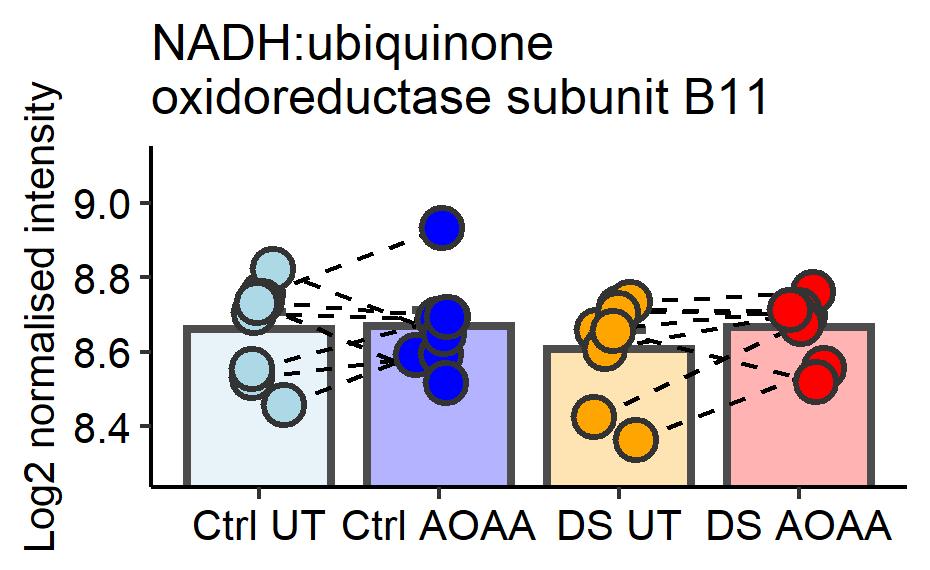 NADH:ubiquinone
oxidoreductase subunit B11
Log2 normalised intensity
9.0
8.8
8.6
8.4
Ctrl UT Ctrl AOAA DS UT DS AOAA